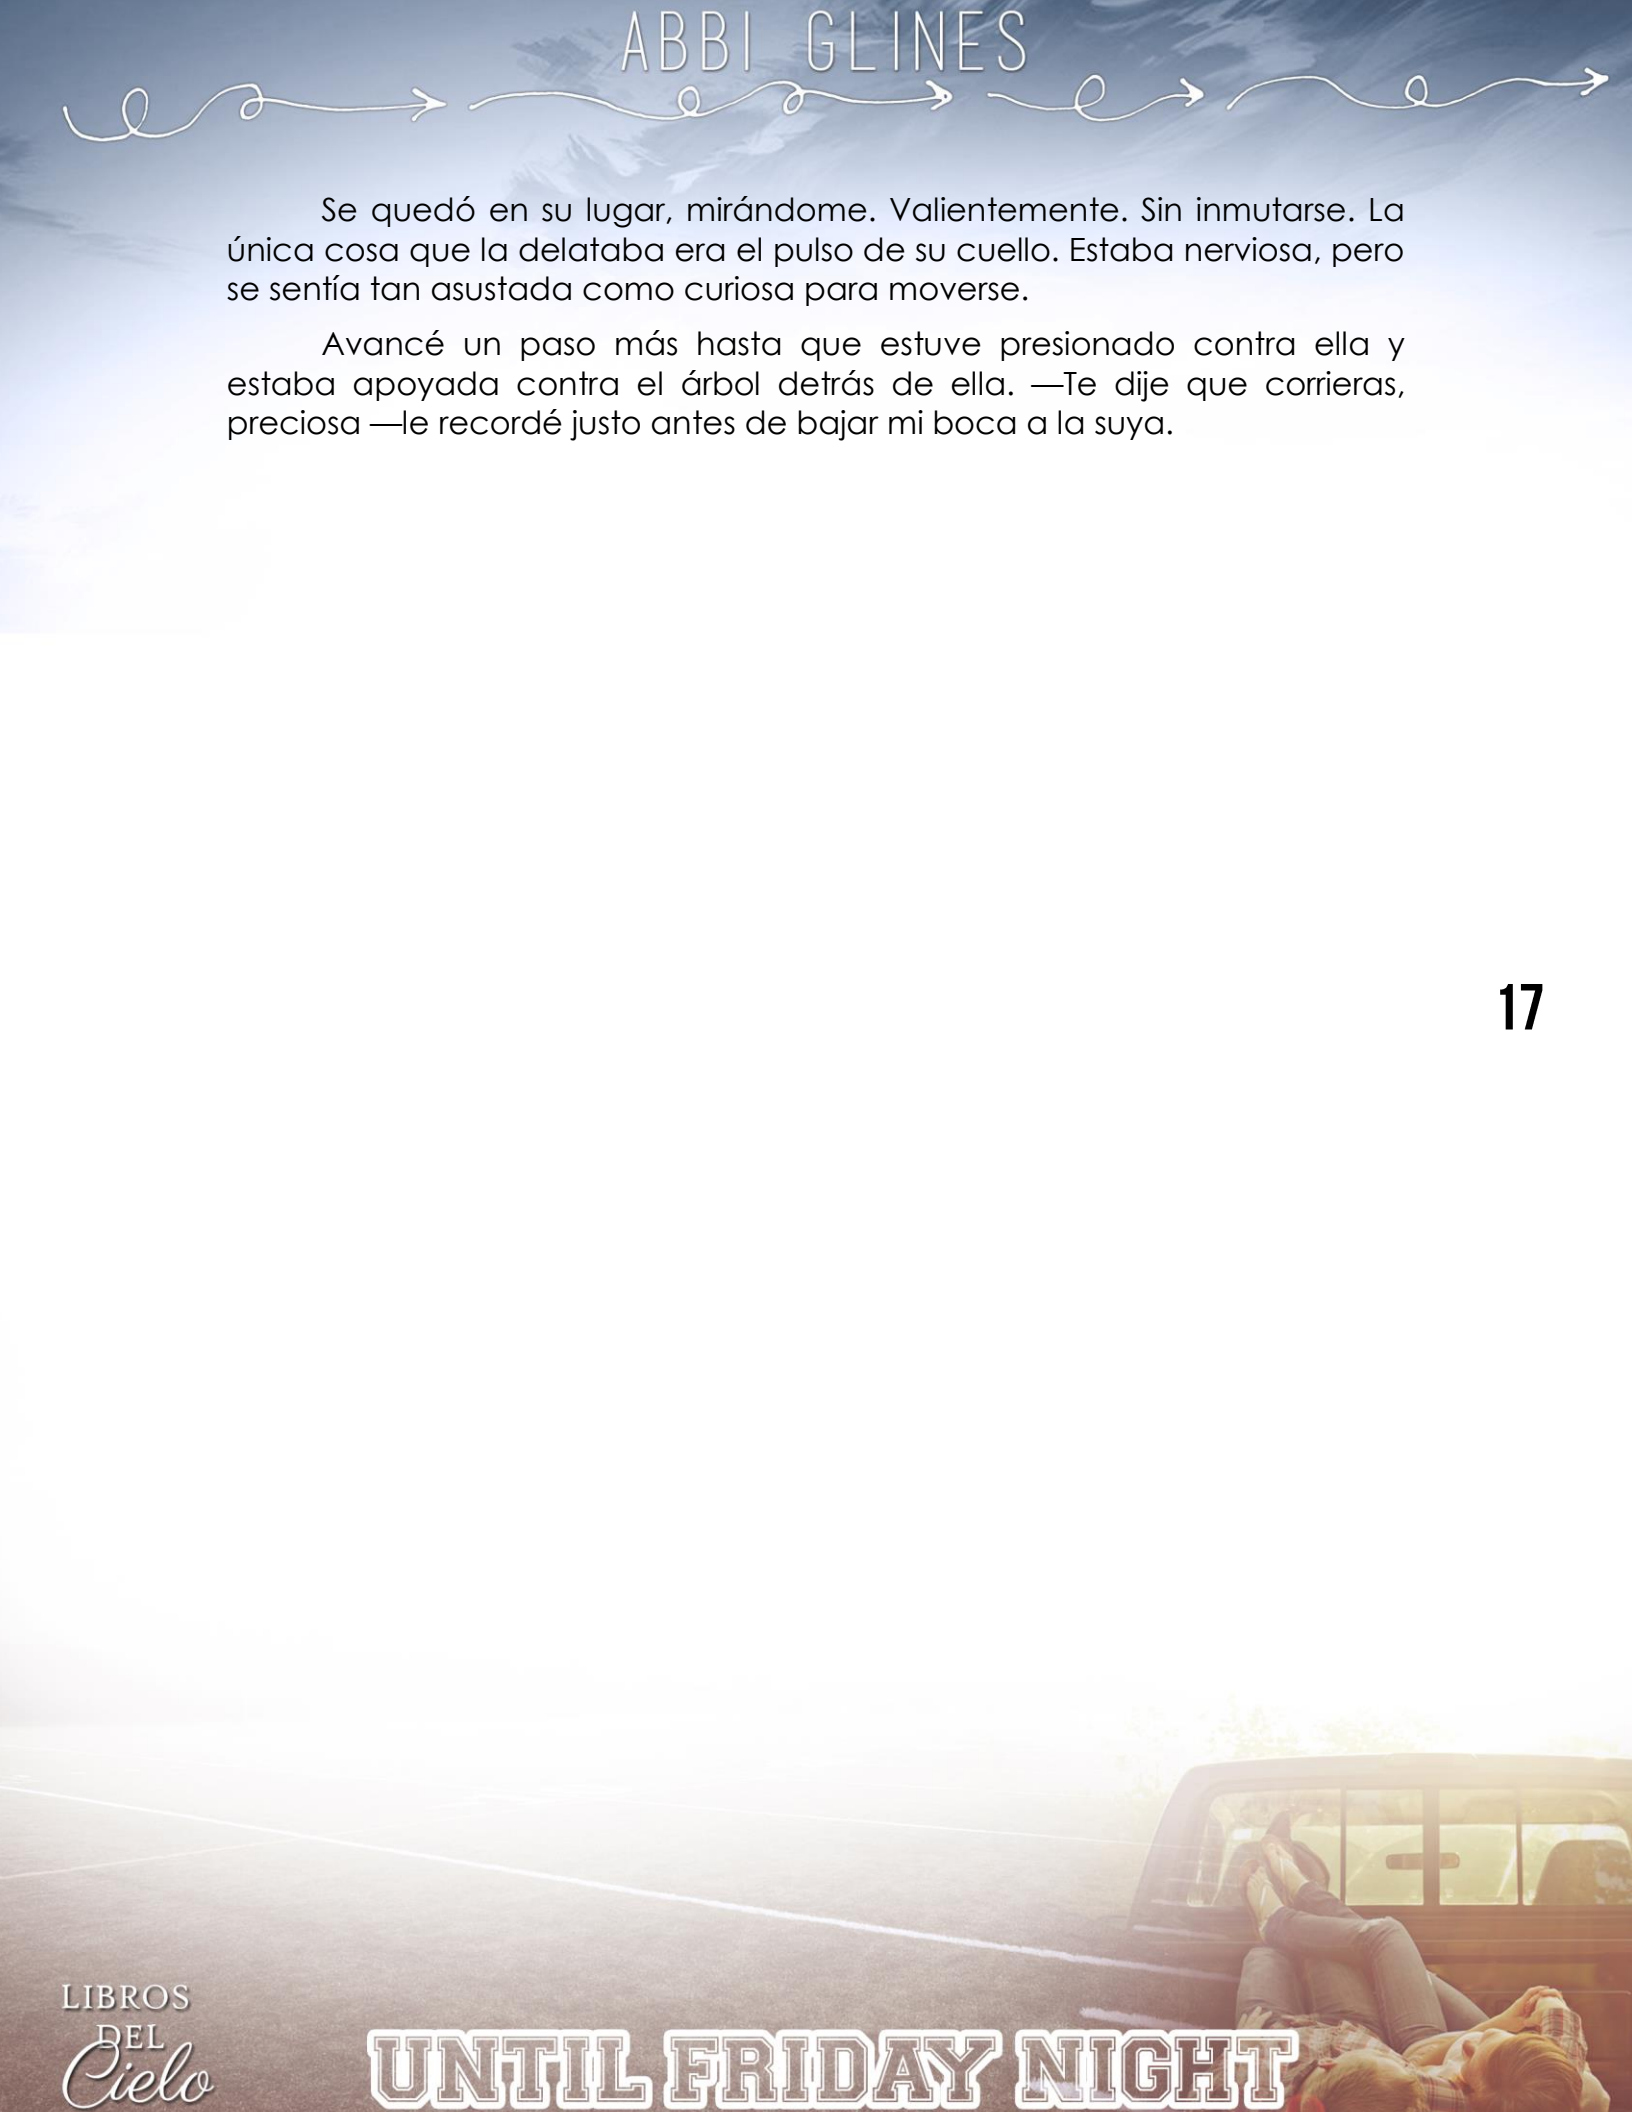 ABBI GLINES
Se quedó en su lugar, mirándome. Valientemente. Sin inmutarse. La
única cosa que la delataba era el pulso de su cuello. Estaba nerviosa, pero
se sentía tan asustada como curiosa para moverse.
Avancé un paso más hasta que estuve presionado contra ella y
estaba apoyada contra el árbol detrás de ella. —Te dije que corrieras,
preciosa —le recordé justo antes de bajar mi boca a la suya.
17
LIBROS
DEL
Cielo
UNTIL FRIDAY NIGHT